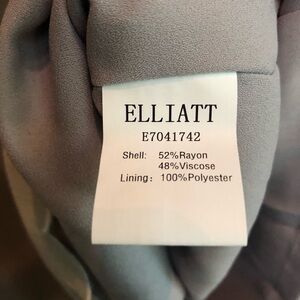 ELLIATT
E7041742
Shell: 52%Rayon
48%Viscose
Lining: 100%Polyester